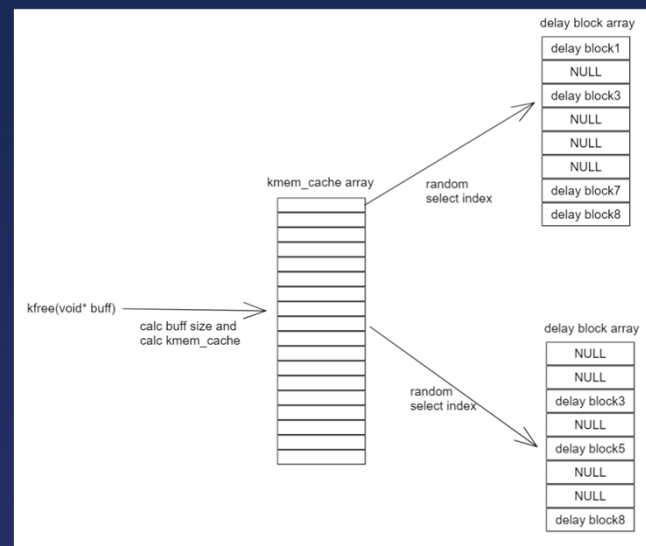 delay block array
delay block1
NULL
delay block3
NULL
NULL
NULL
delay block7
delay block8
kmem_cache array
random
select index
kfree(void* buff)
calc buff size and
calc kmem_cache
delay block array
NULL
NULL
delay block3
NULL
delay block5
NULL
NULL
delay block8
random
select index